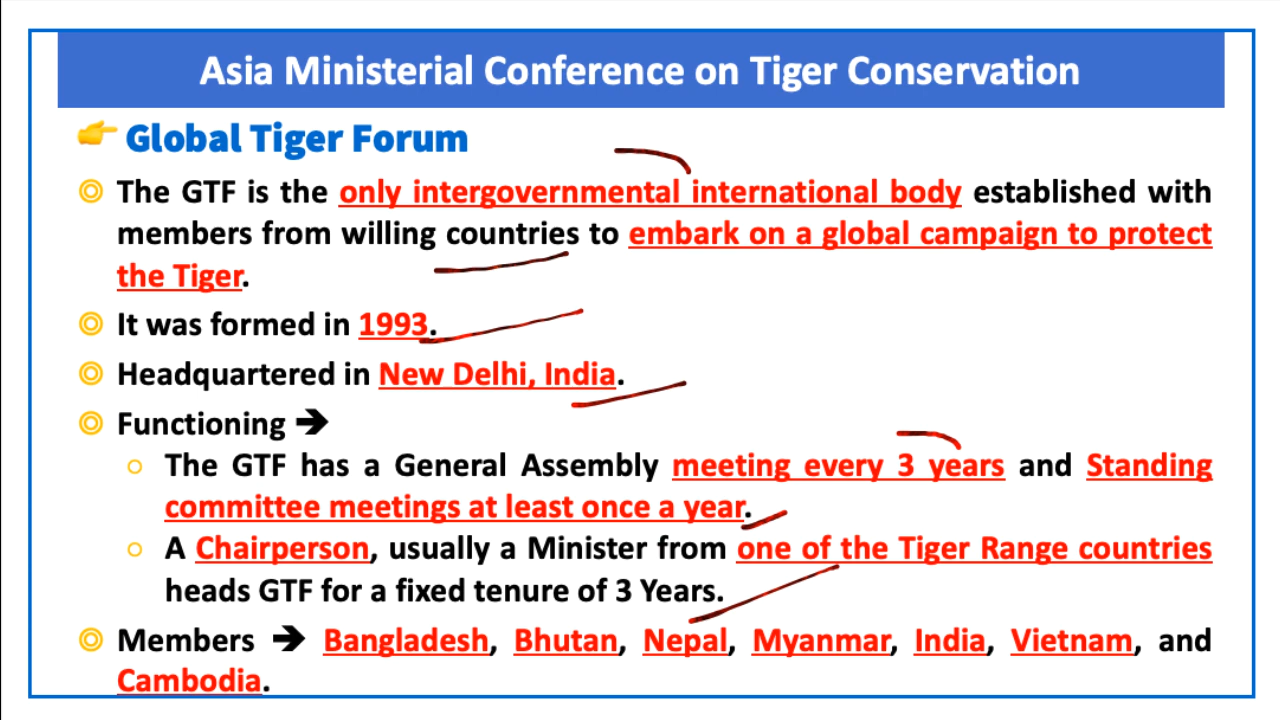 Asia Ministerial Conference on Tiger Conservation
👉 Global Tiger Forum
The GTF is the only intergovernmental international body established with
members from willing countries to embark on a global campaign to protect
the Tiger.
It was formed in 1993.
Headquartered in New Delhi, India.
Functioning ➔
The GTF has a General Assembly meeting every 3 years and Standing
committee meetings at least once a year.
A Chairperson, usually a Minister from one of the Tiger Range countries
heads GTF for a fixed tenure of 3 Years.
Members ➔ Bangladesh, Bhutan, Nepal, Myanmar, India, Vietnam, and
Cambodia.